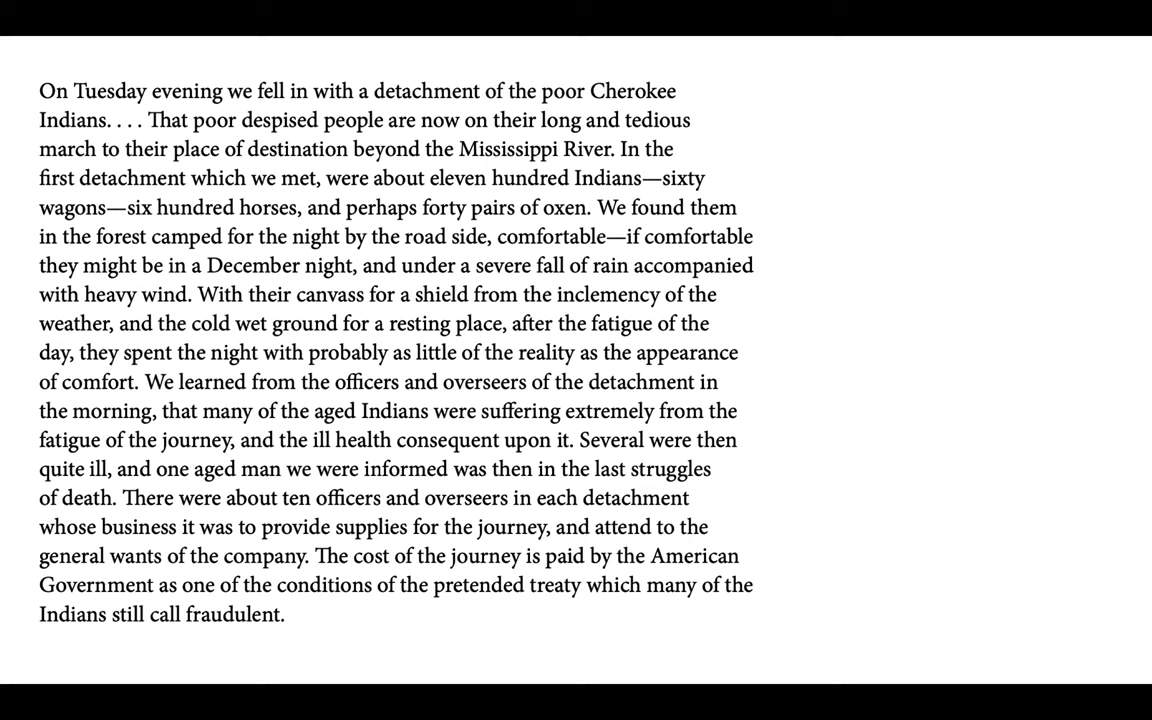 On Tuesday evening we fell in with a detachment of the poor Cherokee
Indians. . . . That poor despised people are now on their long and tedious
march to their place of destination beyond the Mississippi River. In the
first detachment which we met, were about eleven hundred Indians—sixty
wagons—six hundred horses, and perhaps forty pairs of oxen. We found them
in the forest camped for the night by the road side, comfortable—if comfortable
they might be in a December night, and under a severe fall of rain accompanied
with heavy wind. With their canvass for a shield from the inclemency of the
weather, and the cold wet ground for a resting place, after the fatigue of the
day, they spent the night with probably as little of the reality as the appearance
of comfort. We learned from the officers and overseers of the detachment in
the morning, that many of the aged Indians were suffering extremely from the
fatigue of the journey, and the ill health consequent upon it. Several were then
quite ill, and one aged man we were informed was then in the last struggles
of death. There were about ten officers and overseers in each detachment
whose business it was to provide supplies for the journey, and attend to the
general wants of the company. The cost of the journey is paid by the American
Government as one of the conditions of the pretended treaty which many of the
Indians still call fraudulent.